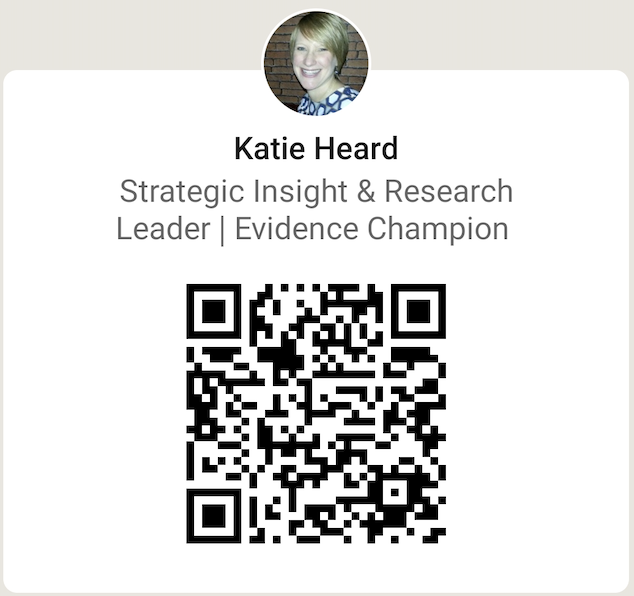 Katie Heard
Strategic Insight & Research
Leader | Evidence Champion